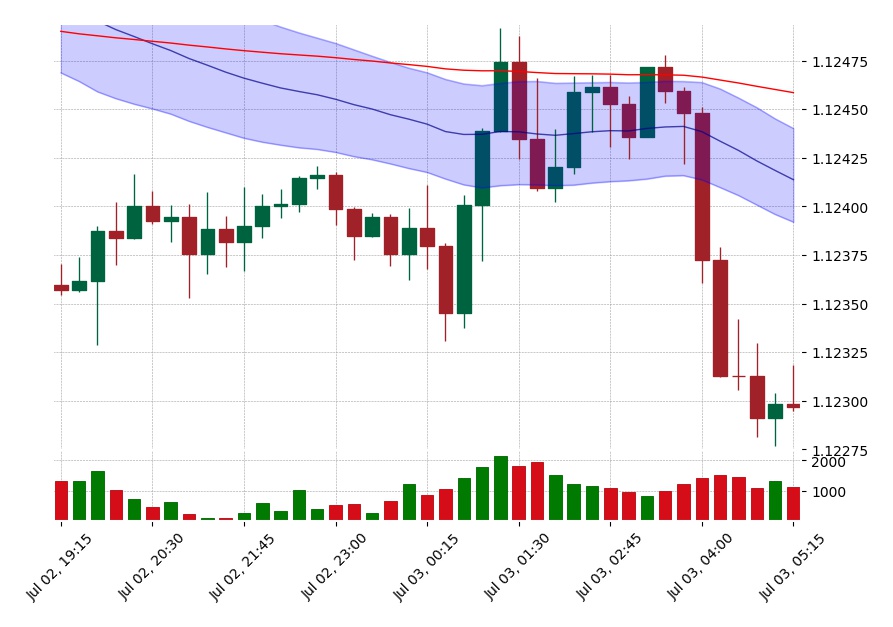 1.12475
1.12450
1.12425
1.12400
1.12375
1.12350
1.12325
1.12300
1.12275
2000
1000
Jul 02, 19:15
Jul 02, 20:30
Jul 02, 21:45
Jul 02, 23:00
Jul 03, 00:15
Jul 03, 01:30
Jul 03, 02:45
Jul 03, 04:00
Jul 03, 05:15